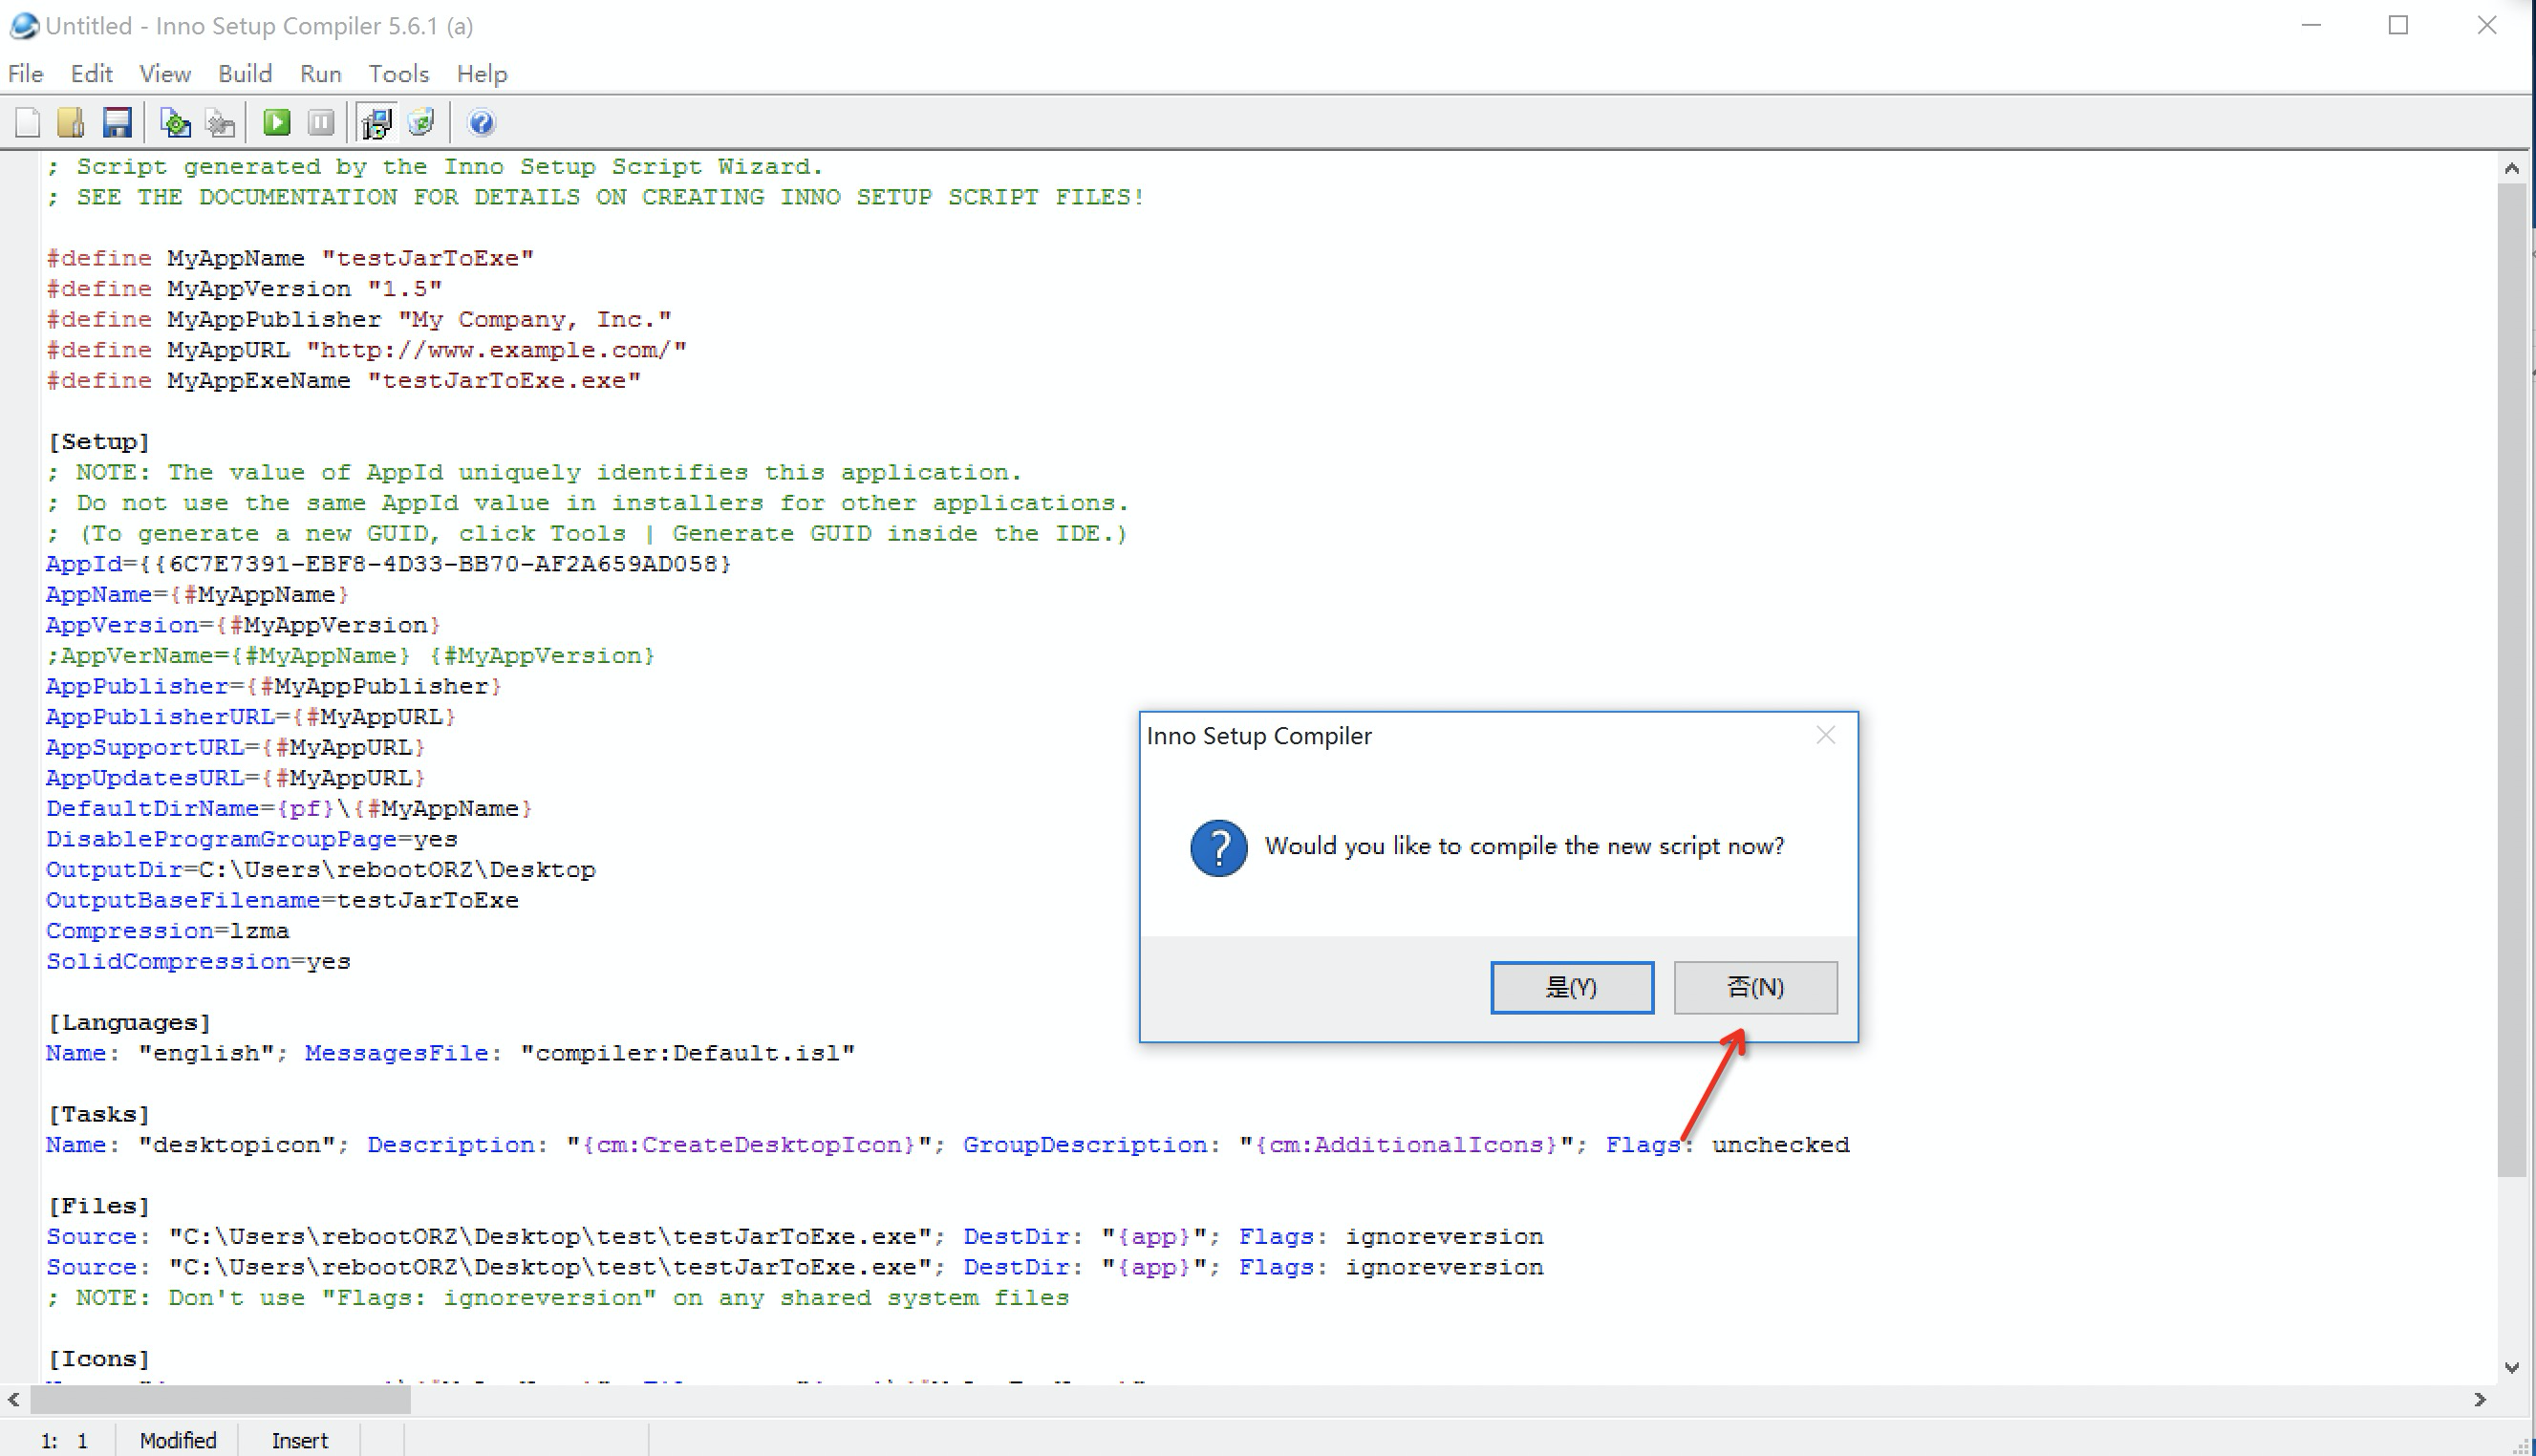 Untitled - Inno Setup Compiler 5.6.1 (a)
File Edit View Build Run Tools Help
; Script generated by the Inno Setup Script Wizard.
; SEE THE DOCUMENTATION FOR DETAILS ON CREATING INNO SETUP SCRIPT FILES!
#define MyAppName "testJarToExe"
#define MyAppVersion "1.5"
#define MyAppPublisher "My Company, Inc."
#define MyAppURL "http://www.example.com/"
#define MyAppExeName "testJarToExe.exe"
[Setup]
; NOTE: The value of AppId uniquely identifies this application.
; Do not use the same AppId value in installers for other applications.
; (To generate a new GUID, click Tools | Generate GUID inside the IDE.)
AppId={{6C7E7391-EBF8-4D33-BB70-AF2A659AD058}
AppName={#MyAppName}
AppVersion={#MyAppVersion}
;AppVerName={#MyAppName} {#MyAppVersion}
AppPublisher={#MyAppPublisher}
AppPublisherURL={#MyAppURL}
AppSupportURL={#MyAppURL}
AppUpdatesURL={#MyAppURL}
DefaultDirName={pf}\{#MyAppName}
DisableProgramGroupPage=yes
OutputDir=C:\Users\rebootORZ\Desktop
OutputBaseFilename=testJarToExe
Compression=lzma
SolidCompression=yes
[Languages]
Name: "english"; MessagesFile: "compiler:Default.isl"
[Tasks]
Name: "desktopicon"; Description: "{cm:CreateDesktopIcon}"; GroupDescription: "{cm:AdditionalIcons}"; Flags: unchecked
[Files]
Source: "C:\Users\rebootORZ\Desktop\test\testJarToExe.exe"; DestDir: "{app}"; Flags: ignoreversion
Source: "C:\Users\rebootORZ\Desktop\test\testJarToExe.exe"; DestDir: "{app}"; Flags: ignoreversion
; NOTE: Don't use "Flags: ignoreversion" on any shared system files
[Icons]
Inno Setup Compiler
Would you like to compile the new script now?
是(Y)
否(N)
1: 1 Modified Insert